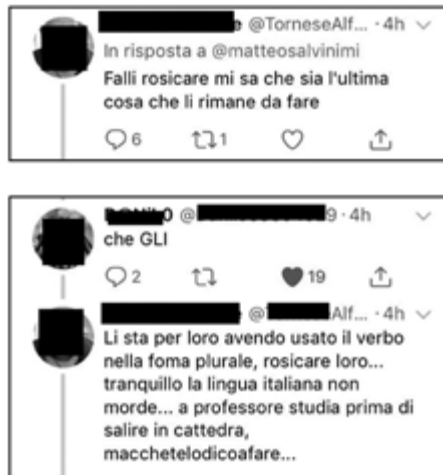 @TorneseAlf... · 4h
In risposta a @matteosalvinimi
Falli rosicare mi sa che sia l'ultima
cosa che li rimane da fare
6 1
@ 9 · 4h
che GLI
2 19
@ Alf... · 4h
Li sta per loro avendo usato il verbo
nella foma plurale, rosicare loro...
tranquillo la lingua italiana non
morde... a professore studia prima di
salire in cattedra,
macchetelodicoafare...